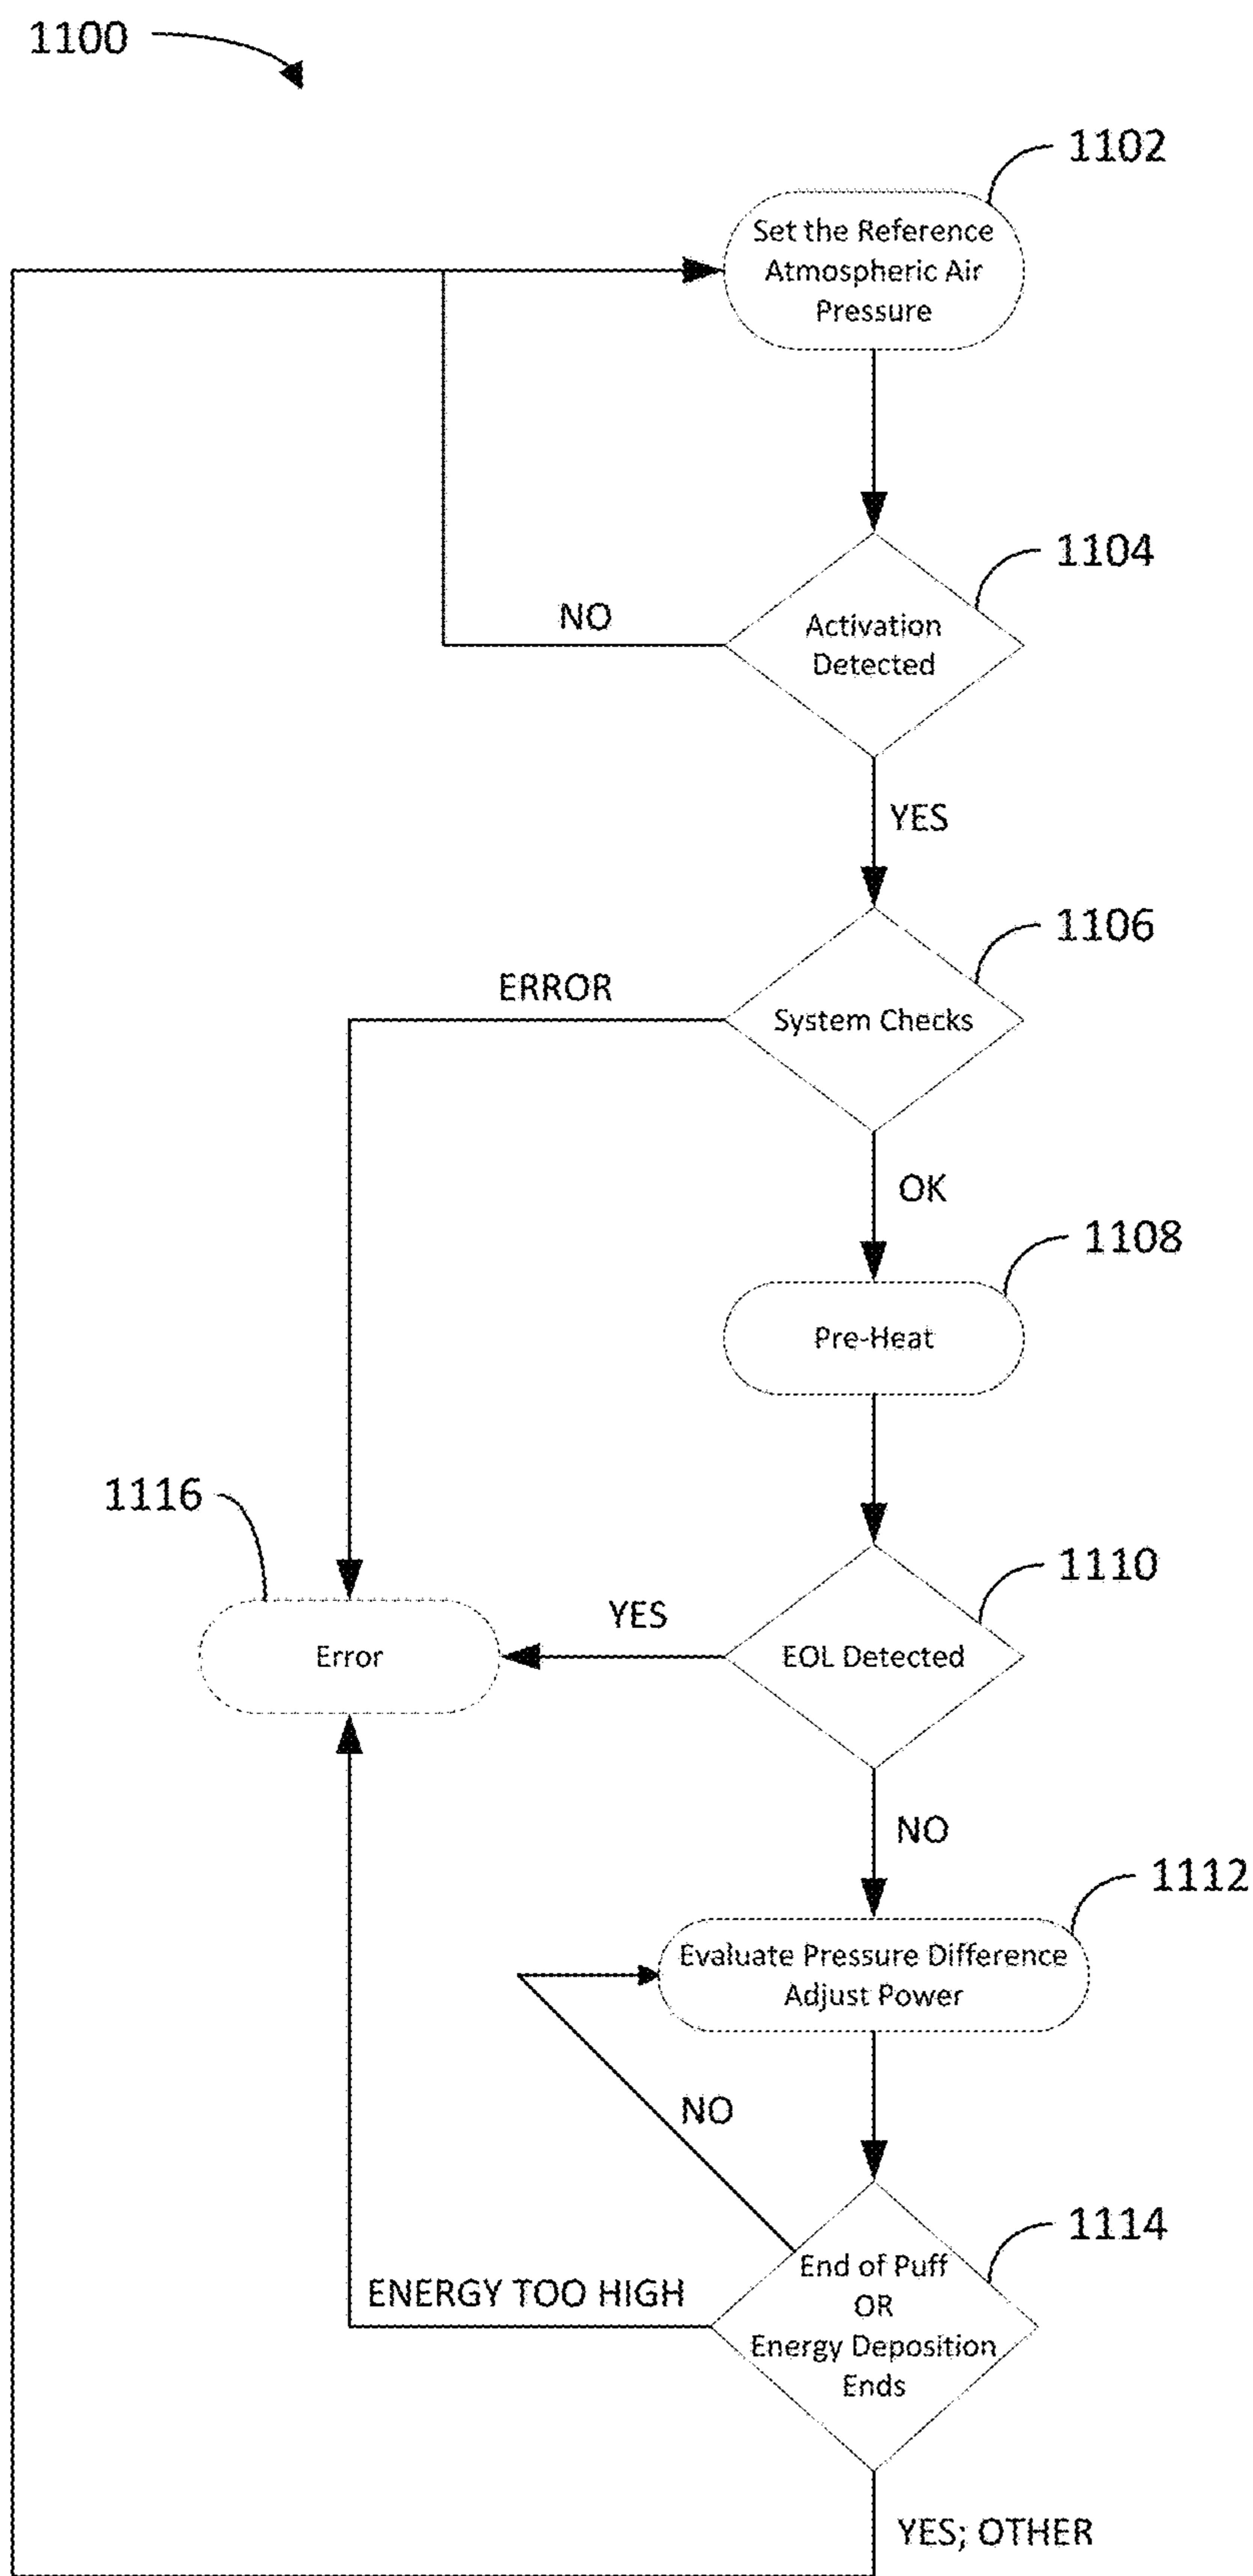 1100
1102
Set the Reference
Atmospheric Air
Pressure
1104
NO
Activation
Detected
YES
1106
ERROR
System Checks
OK
1108
Pre-Heat
1116
1110
YES
Error
EOL Detected
NO
1112
Evaluate Pressure Difference
Adjust Power
NO
1114
End of Puff
OR
ENERGY TOO HIGH
Energy Deposition
Ends
YES; OTHER